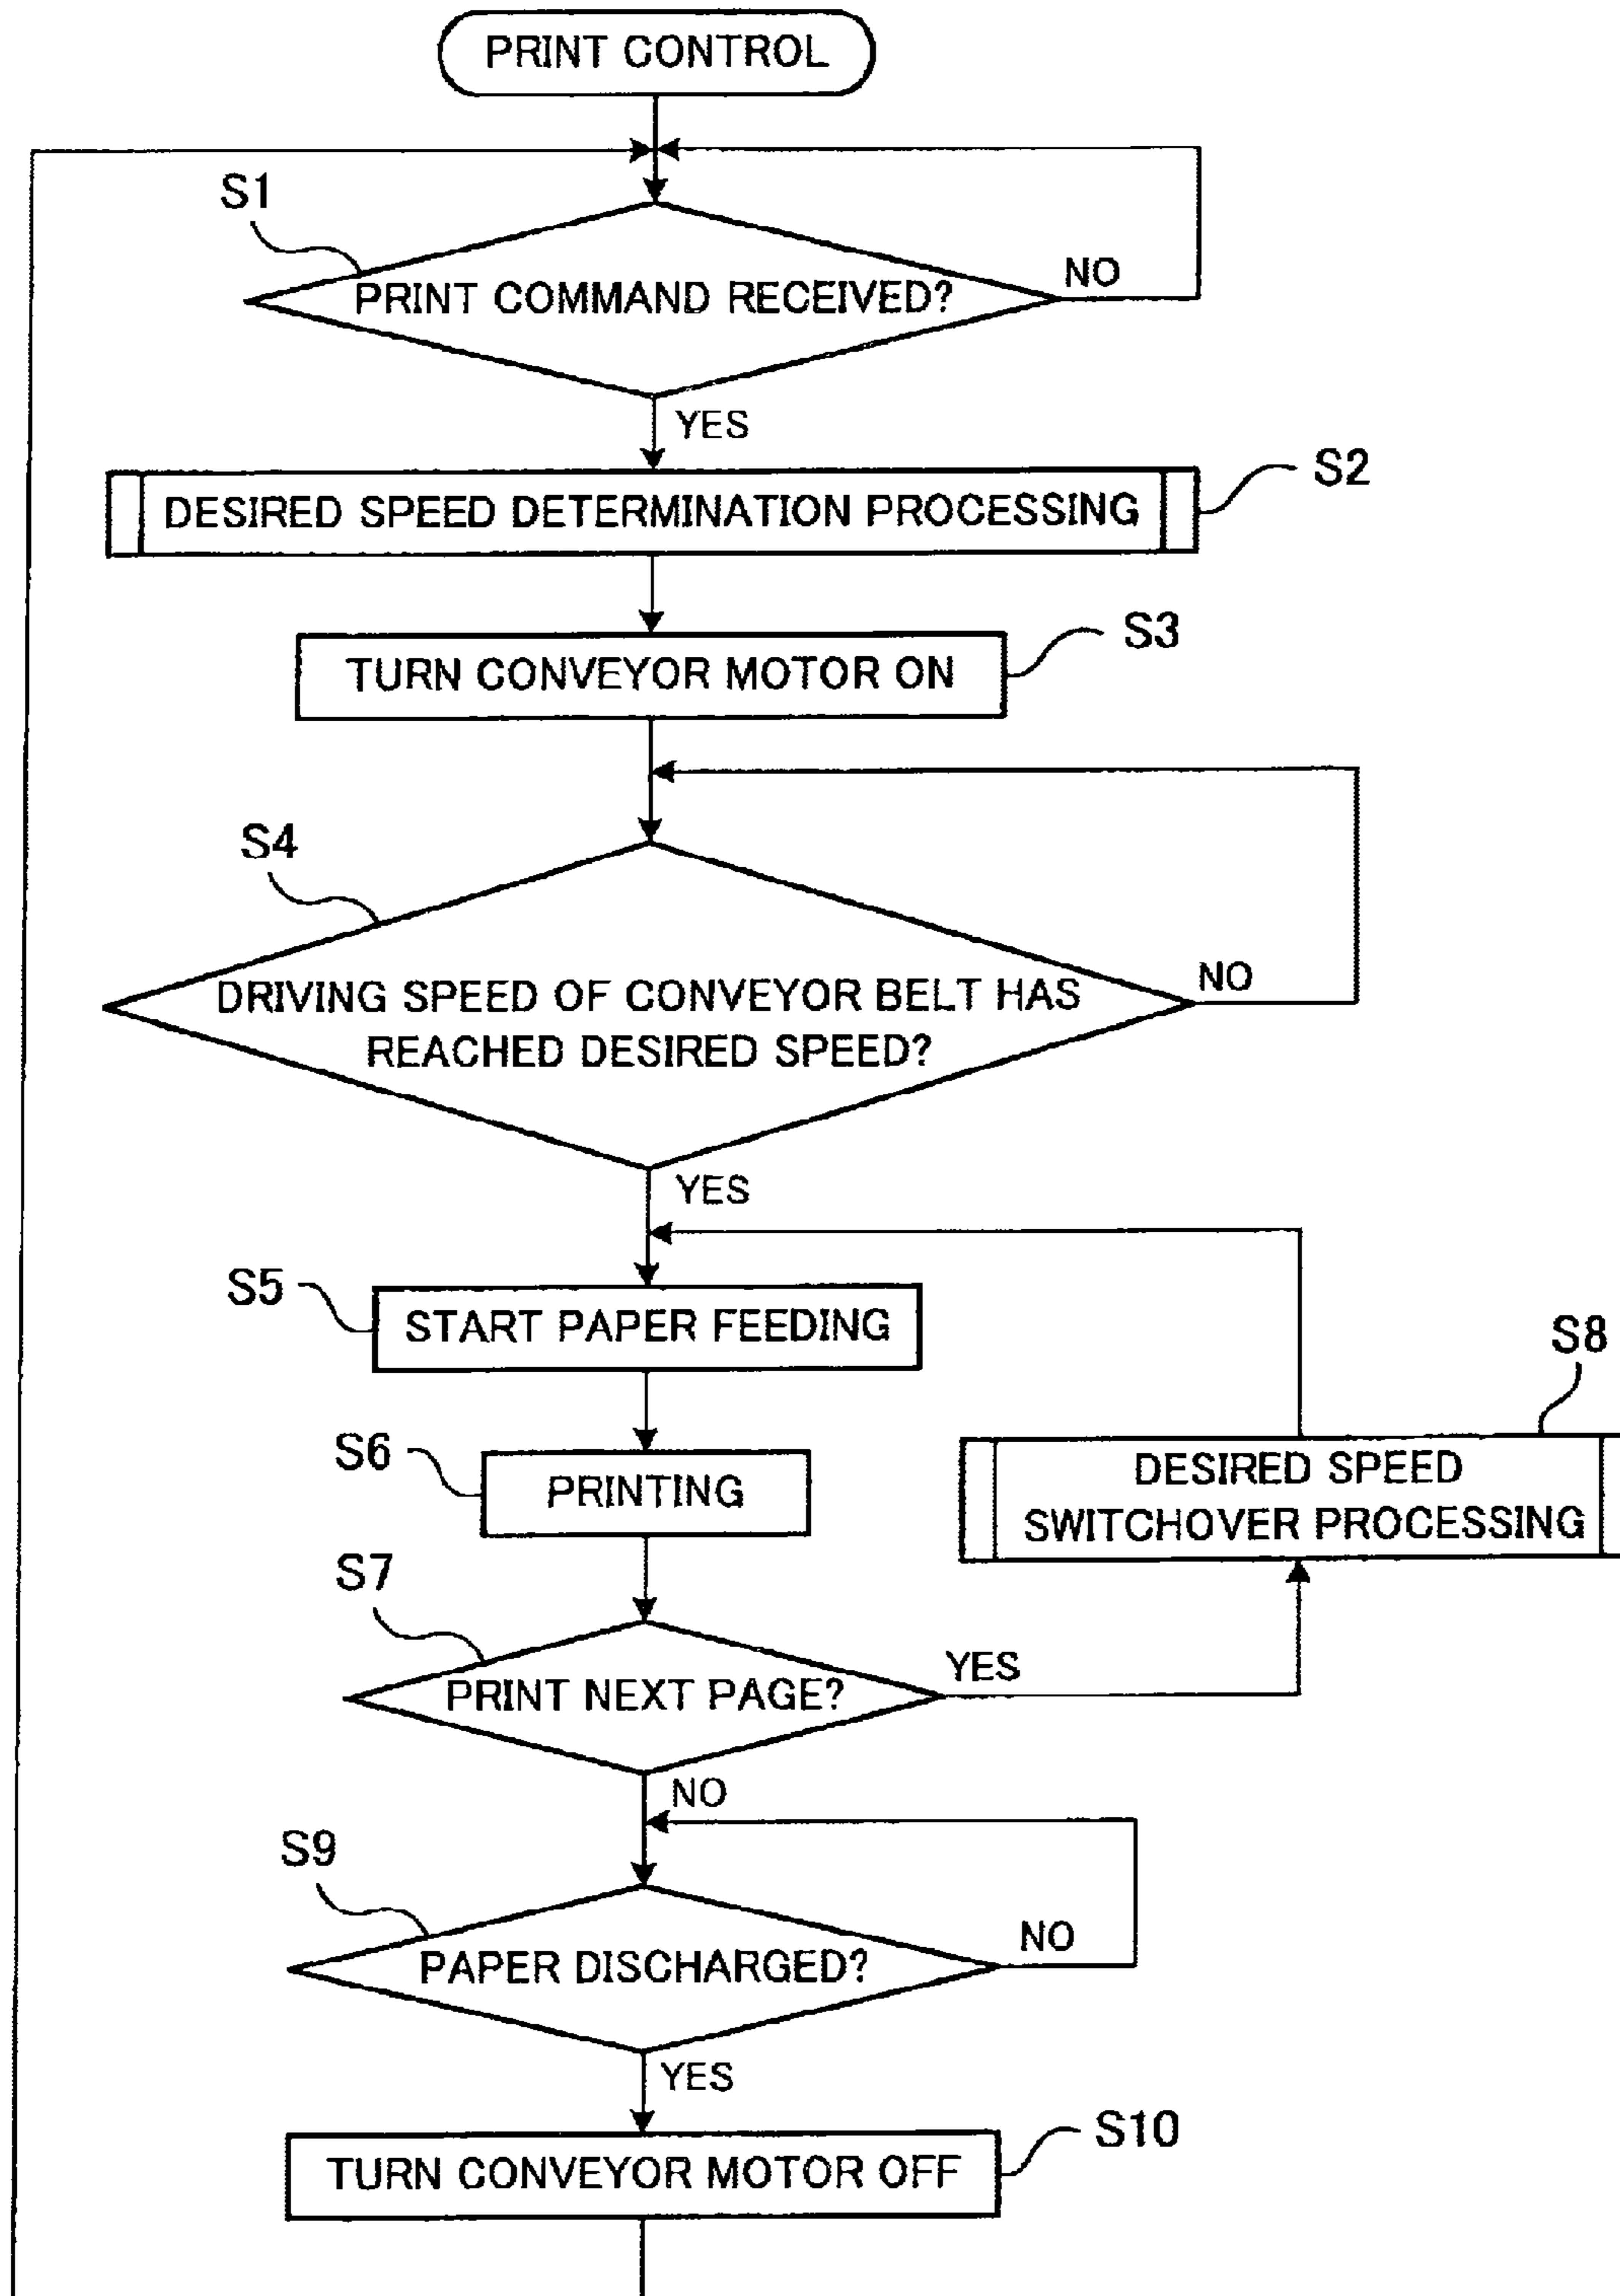 PRINT CONTROL
S1
PRINT COMMAND RECEIVED?
NO
YES
DESIRED SPEED DETERMINATION PROCESSING
S2
TURN CONVEYOR MOTOR ON
S3
S4
DRIVING SPEED OF CONVEYOR BELT HAS
REACHED DESIRED SPEED?
NO
YES
S5
START PAPER FEEDING
S6
PRINTING
S8
DESIRED SPEED
SWITCHOVER PROCESSING
S7
PRINT NEXT PAGE?
YES
NO
S9
PAPER DISCHARGED?
NO
YES
TURN CONVEYOR MOTOR OFF
S10